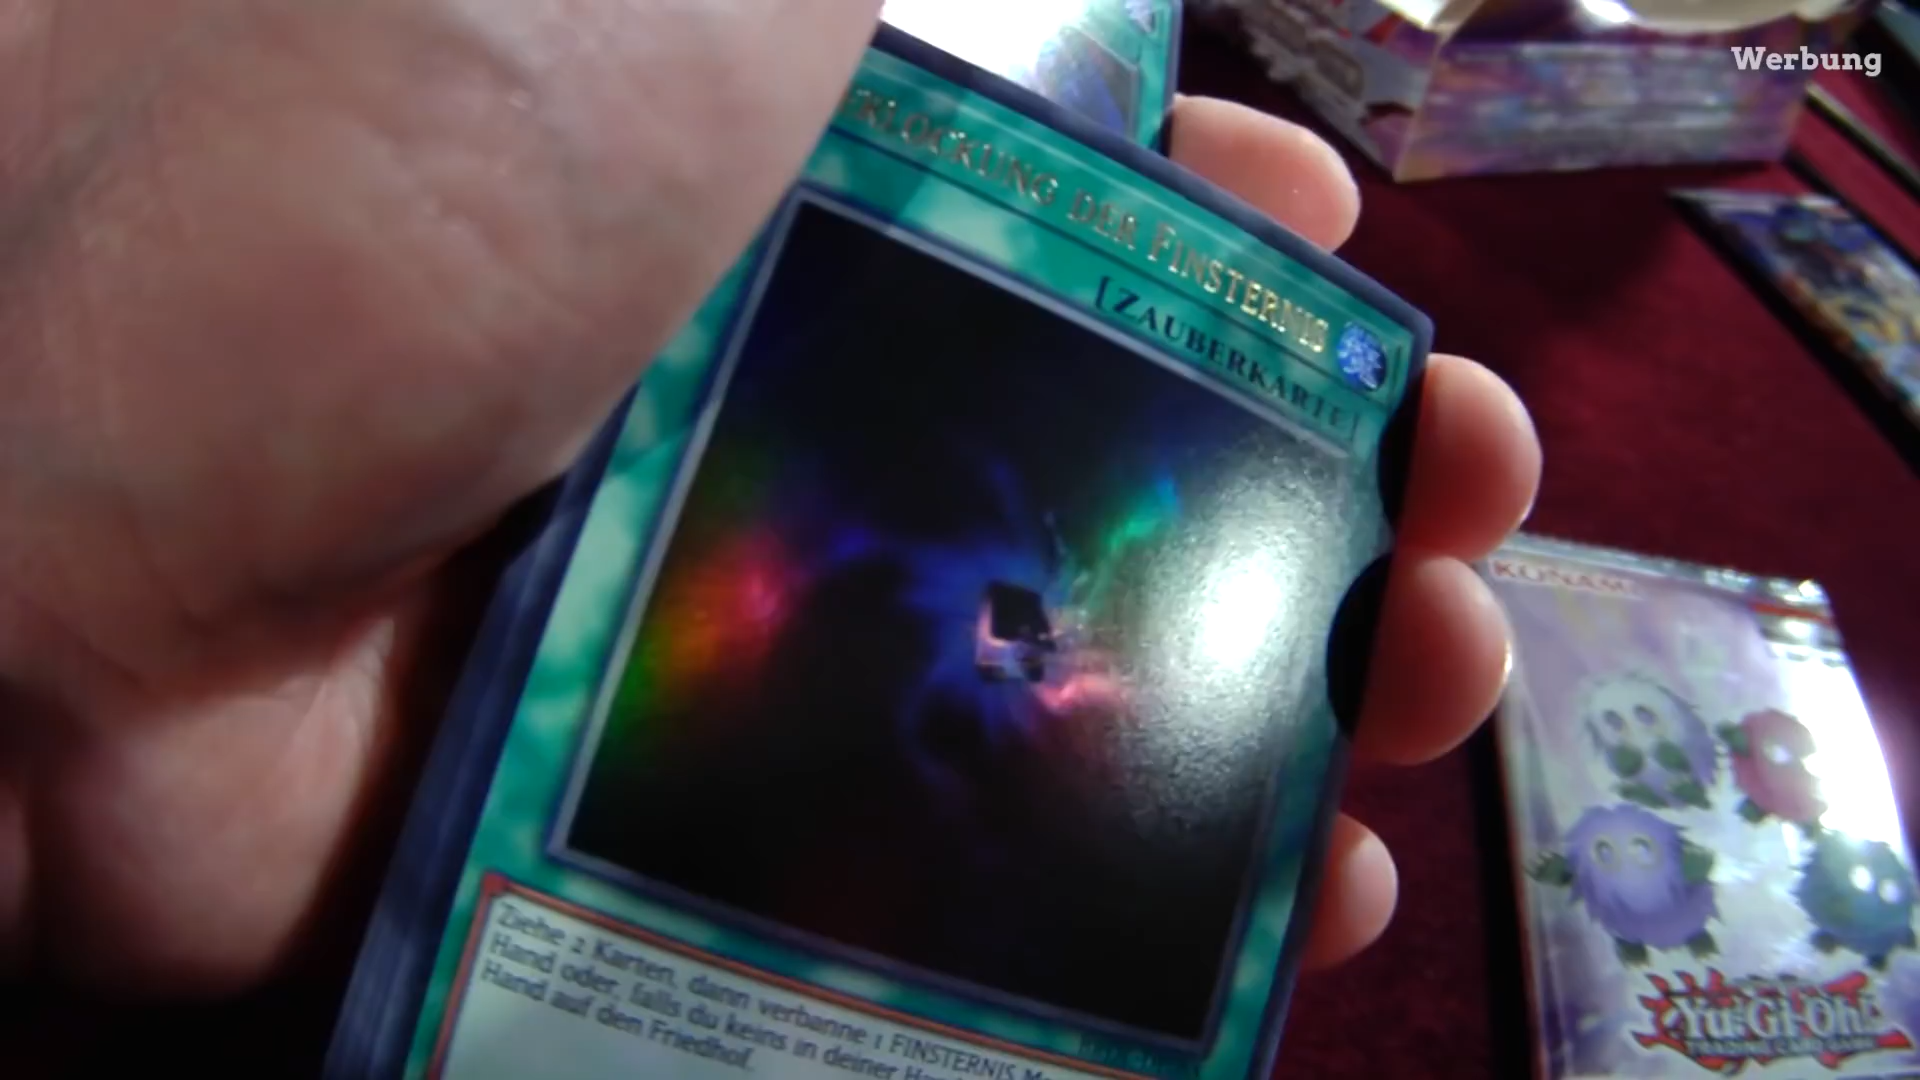 Werbung
ERLOCKUNG DER FINSTERNIS
[ZAUBERKARTE]
Ziehe 2 Karten, dann verbanne 1 FINSTERNIS
Hand oder, falls du keins in deiner
Hand auf den Friedhof.
KONAMI
Yu-Gi-Oh!
TRADING CARD GAME